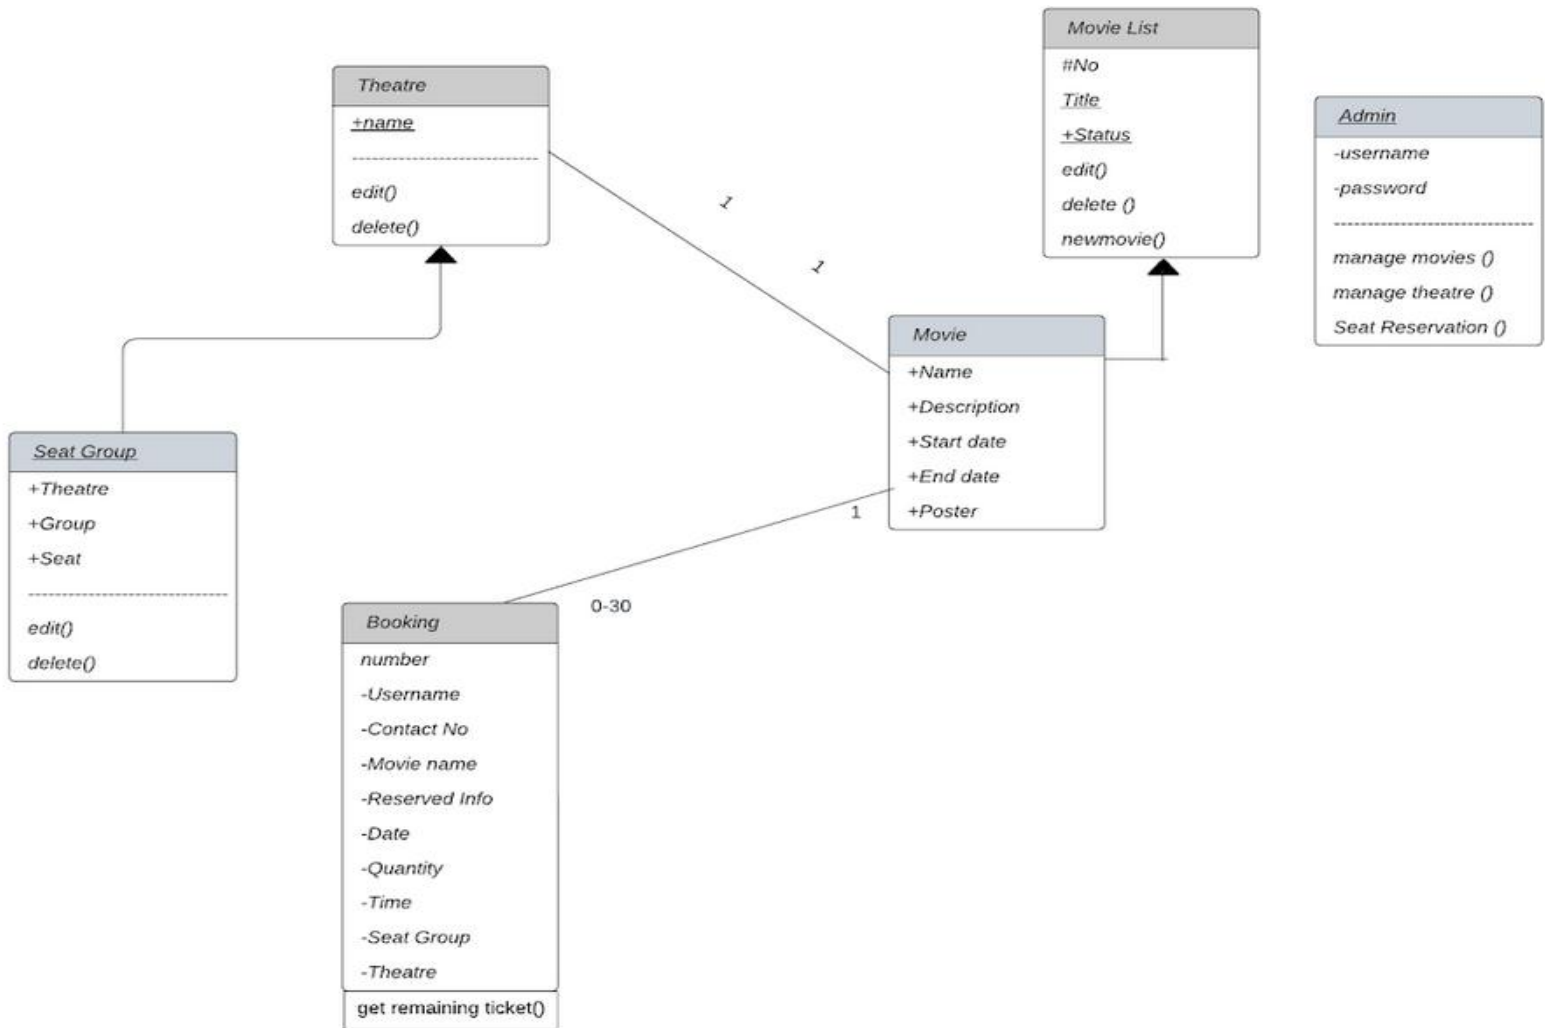 Movie List
#No
Title
+Status
edit()
delete ()
newmovie()
Theatre
+name
edit()
delete()
Admin
-username
-password
manage movies ()
manage theatre ()
Seat Reservation ()
1
1
Movie
+Name
+Description
+Start date
+End date
+Poster
Seat Group
+Theatre
+Group
+Seat
edit()
delete()
1
0-30
Booking
number
-Username
-Contact No
-Movie name
-Reserved Info
-Date
-Quantity
-Time
-Seat Group
-Theatre
get remaining ticket()